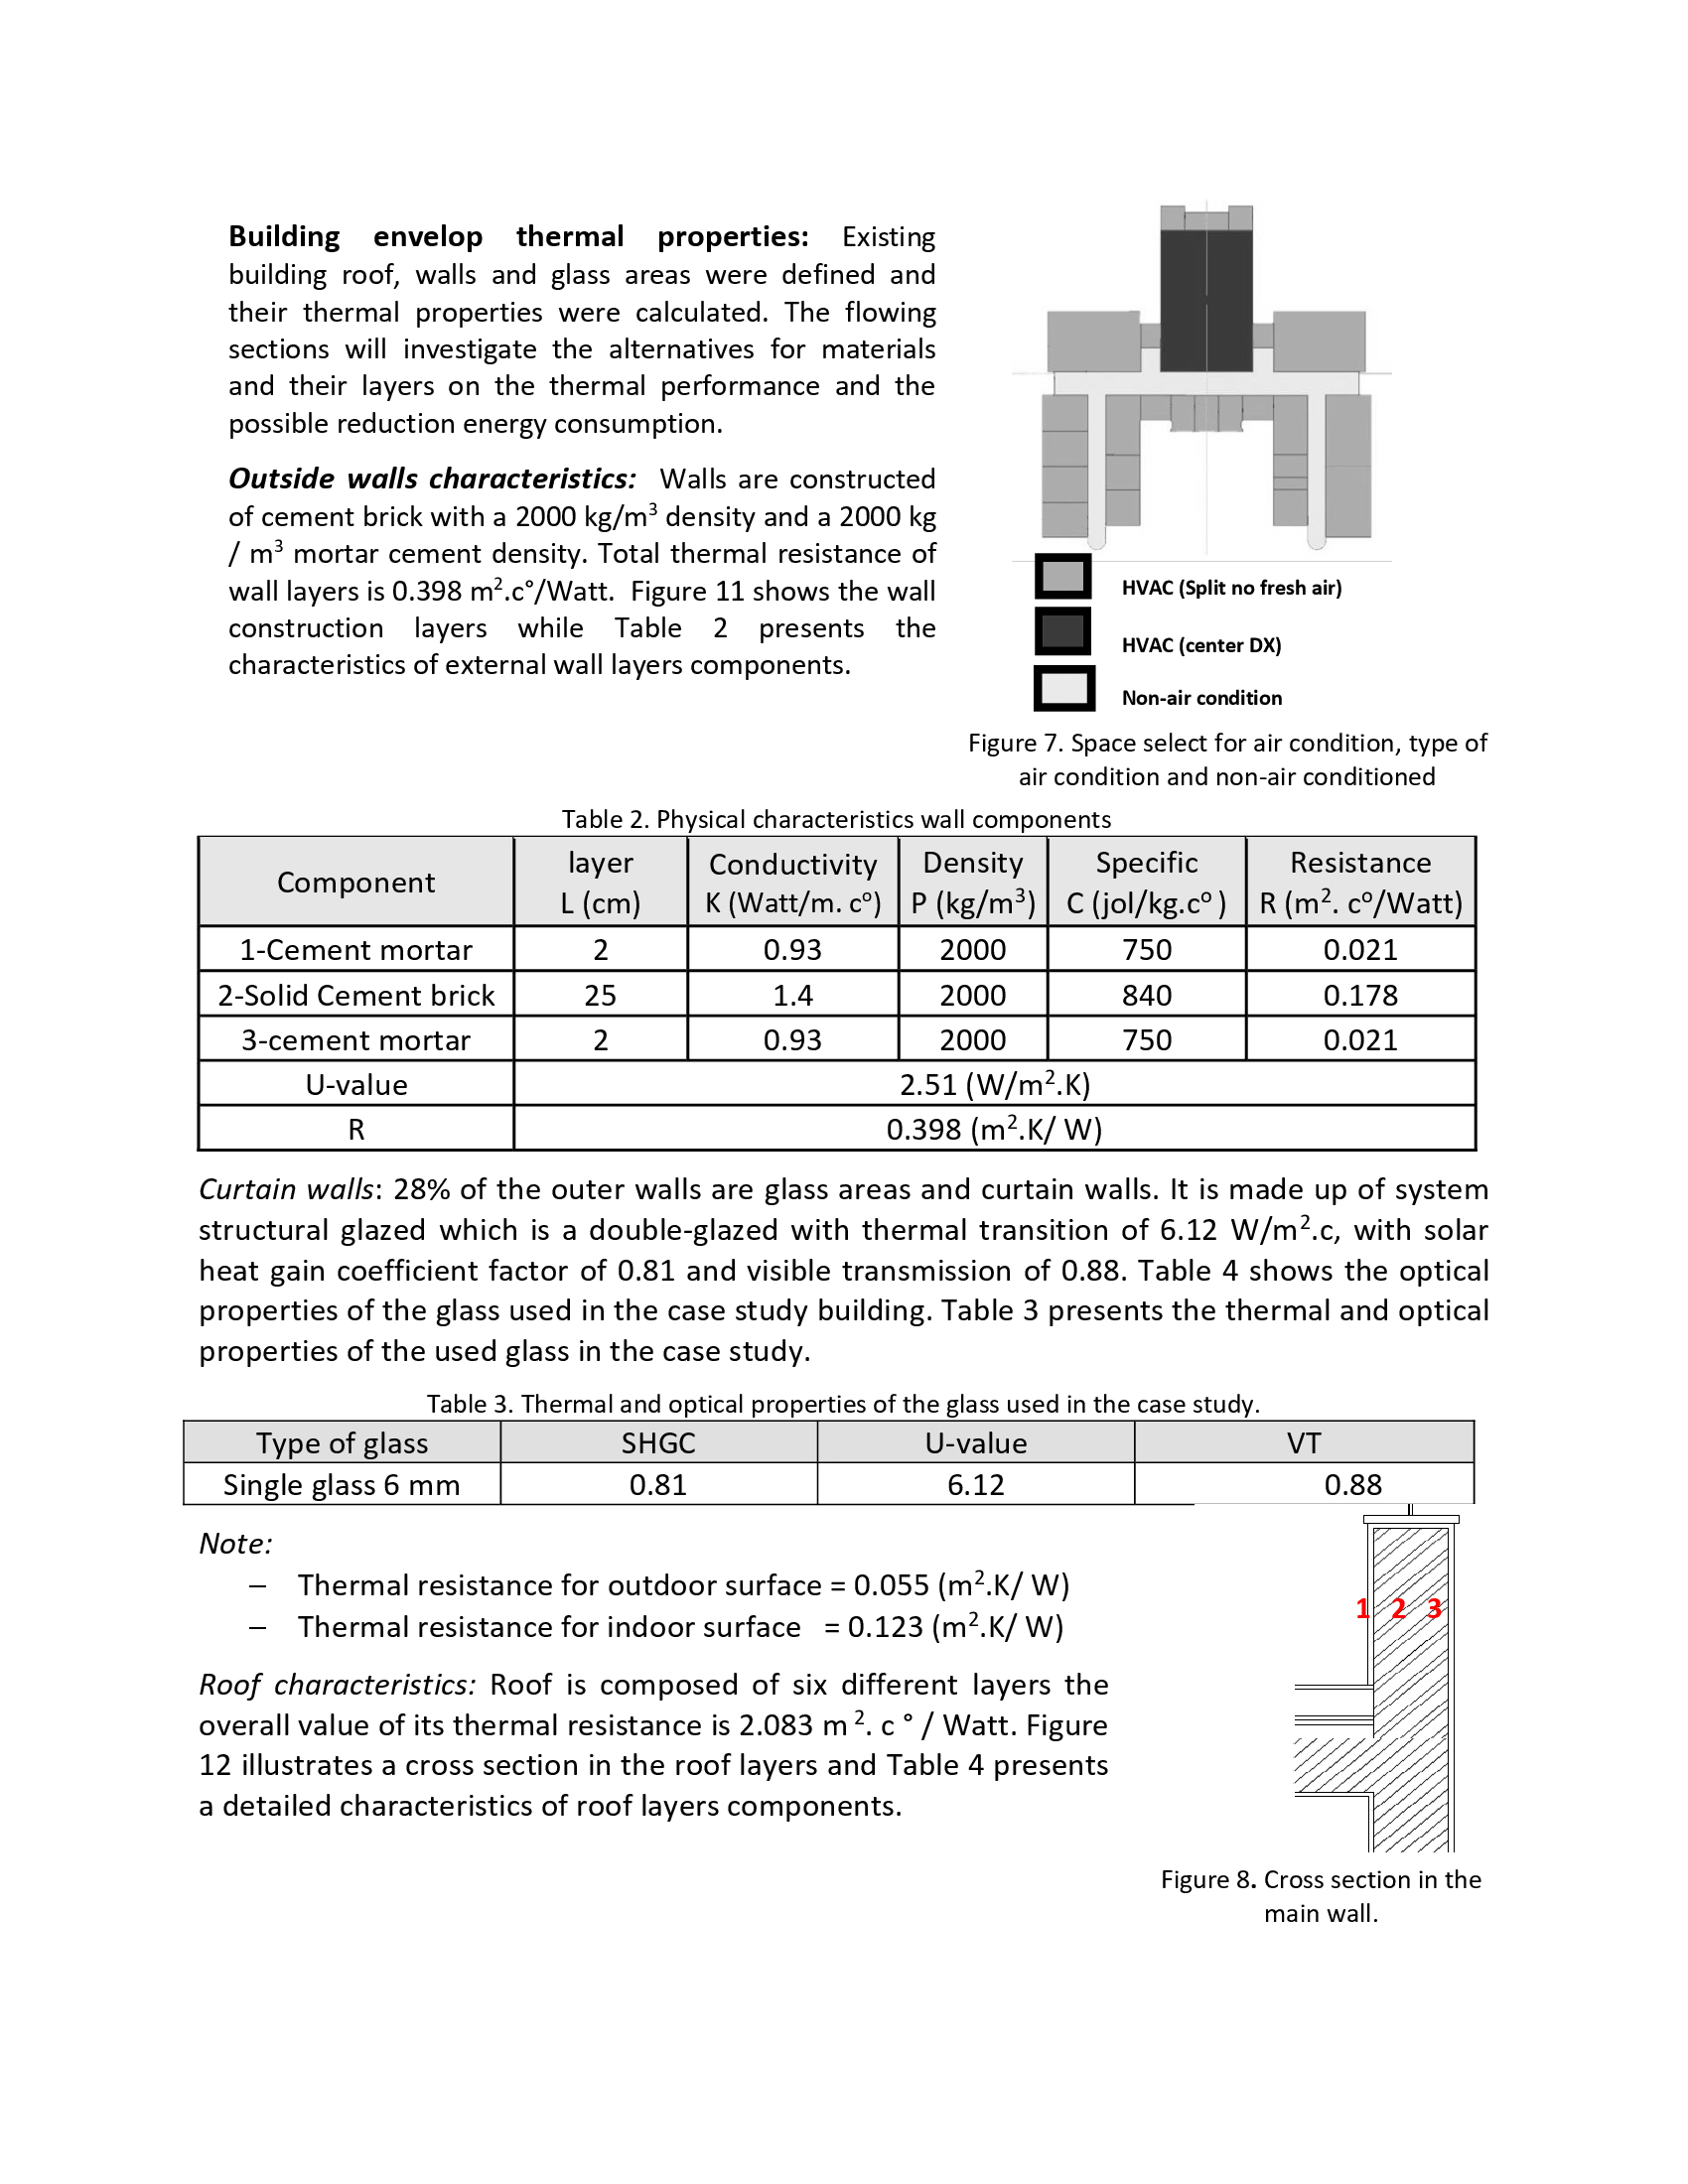 Building envelop thermal properties: Existing
building roof, walls and glass areas were defined and
their thermal properties were calculated. The flowing
sections will investigate the alternatives for materials
and their layers on the thermal performance and the
possible reduction energy consumption.
Outside walls characteristics: Walls are constructed
of cement brick with a 2000 kg/m³ density and a 2000 kg
/ m³ mortar cement density. Total thermal resistance of
wall layers is 0.398 m².c°/Watt. Figure 11 shows the wall
construction layers while Table 2 presents the
characteristics of external wall layers components.
HVAC (Split no fresh air)
HVAC (center DX)
Non-air condition
Figure 7. Space select for air condition, type of
air condition and non-air conditioned
Table 2. Physical characteristics wall components
Component | layer L (cm) | Conductivity K (Watt/m. cº) | Density P (kg/m³) | Specific C (jol/kg.cº ) | Resistance R (m². cº/Watt)
1-Cement mortar | 2 | 0.93 | 2000 | 750 | 0.021
2-Solid Cement brick | 25 | 1.4 | 2000 | 840 | 0.178
3-cement mortar | 2 | 0.93 | 2000 | 750 | 0.021
U-value | 2.51 (W/m².K)
R | 0.398 (m².K/ W)
Curtain walls: 28% of the outer walls are glass areas and curtain walls. It is made up of system
structural glazed which is a double-glazed with thermal transition of 6.12 W/m².c, with solar
heat gain coefficient factor of 0.81 and visible transmission of 0.88. Table 4 shows the optical
properties of the glass used in the case study building. Table 3 presents the thermal and optical
properties of the used glass in the case study.
Table 3. Thermal and optical properties of the glass used in the case study.
Type of glass | SHGC | U-value | VT
Single glass 6 mm | 0.81 | 6.12 | 0.88
Note:
– Thermal resistance for outdoor surface = 0.055 (m².K/ W)
– Thermal resistance for indoor surface = 0.123 (m².K/ W)
Roof characteristics: Roof is composed of six different layers the
overall value of its thermal resistance is 2.083 m ². c ° / Watt. Figure
12 illustrates a cross section in the roof layers and Table 4 presents
a detailed characteristics of roof layers components.
1 2 3
Figure 8. Cross section in the
main wall.